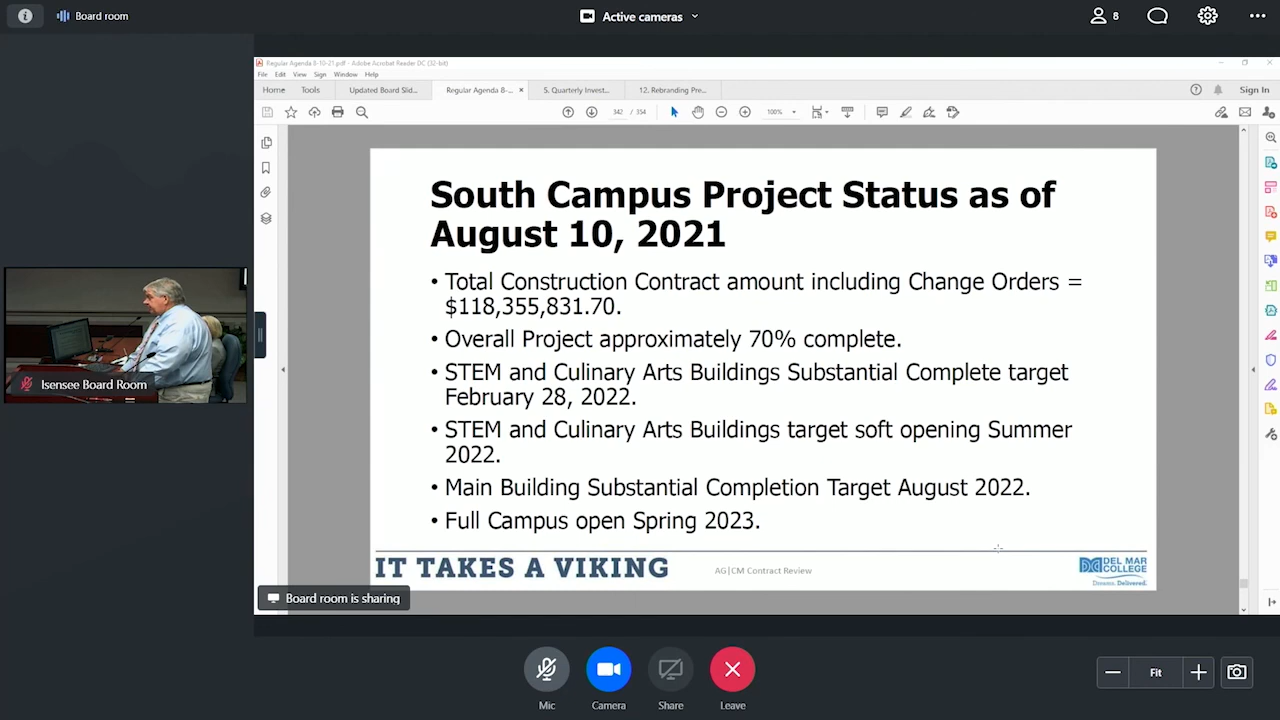 Board room
Active cameras
8
Regular Agenda 8-10-21.pdf - Adobe Acrobat Reader DC (32-bit)
File Edit View Sign Window Help
Home Tools Updated Board Slid... Regular Agenda 8-... × 5. Quarterly Invest... 12. Rebranding Pre... Sign In
342 / 354 100%
South Campus Project Status as of
August 10, 2021
• Total Construction Contract amount including Change Orders =
$118,355,831.70.
• Overall Project approximately 70% complete.
• STEM and Culinary Arts Buildings Substantial Complete target
February 28, 2022.
• STEM and Culinary Arts Buildings target soft opening Summer
2022.
• Main Building Substantial Completion Target August 2022.
• Full Campus open Spring 2023.
IT TAKES A VIKING
AG|CM Contract Review
DEL MAR
COLLEGE
Dreams. Delivered.
Isensee Board Room
Board room is sharing
Mic Camera Share Leave
Fit